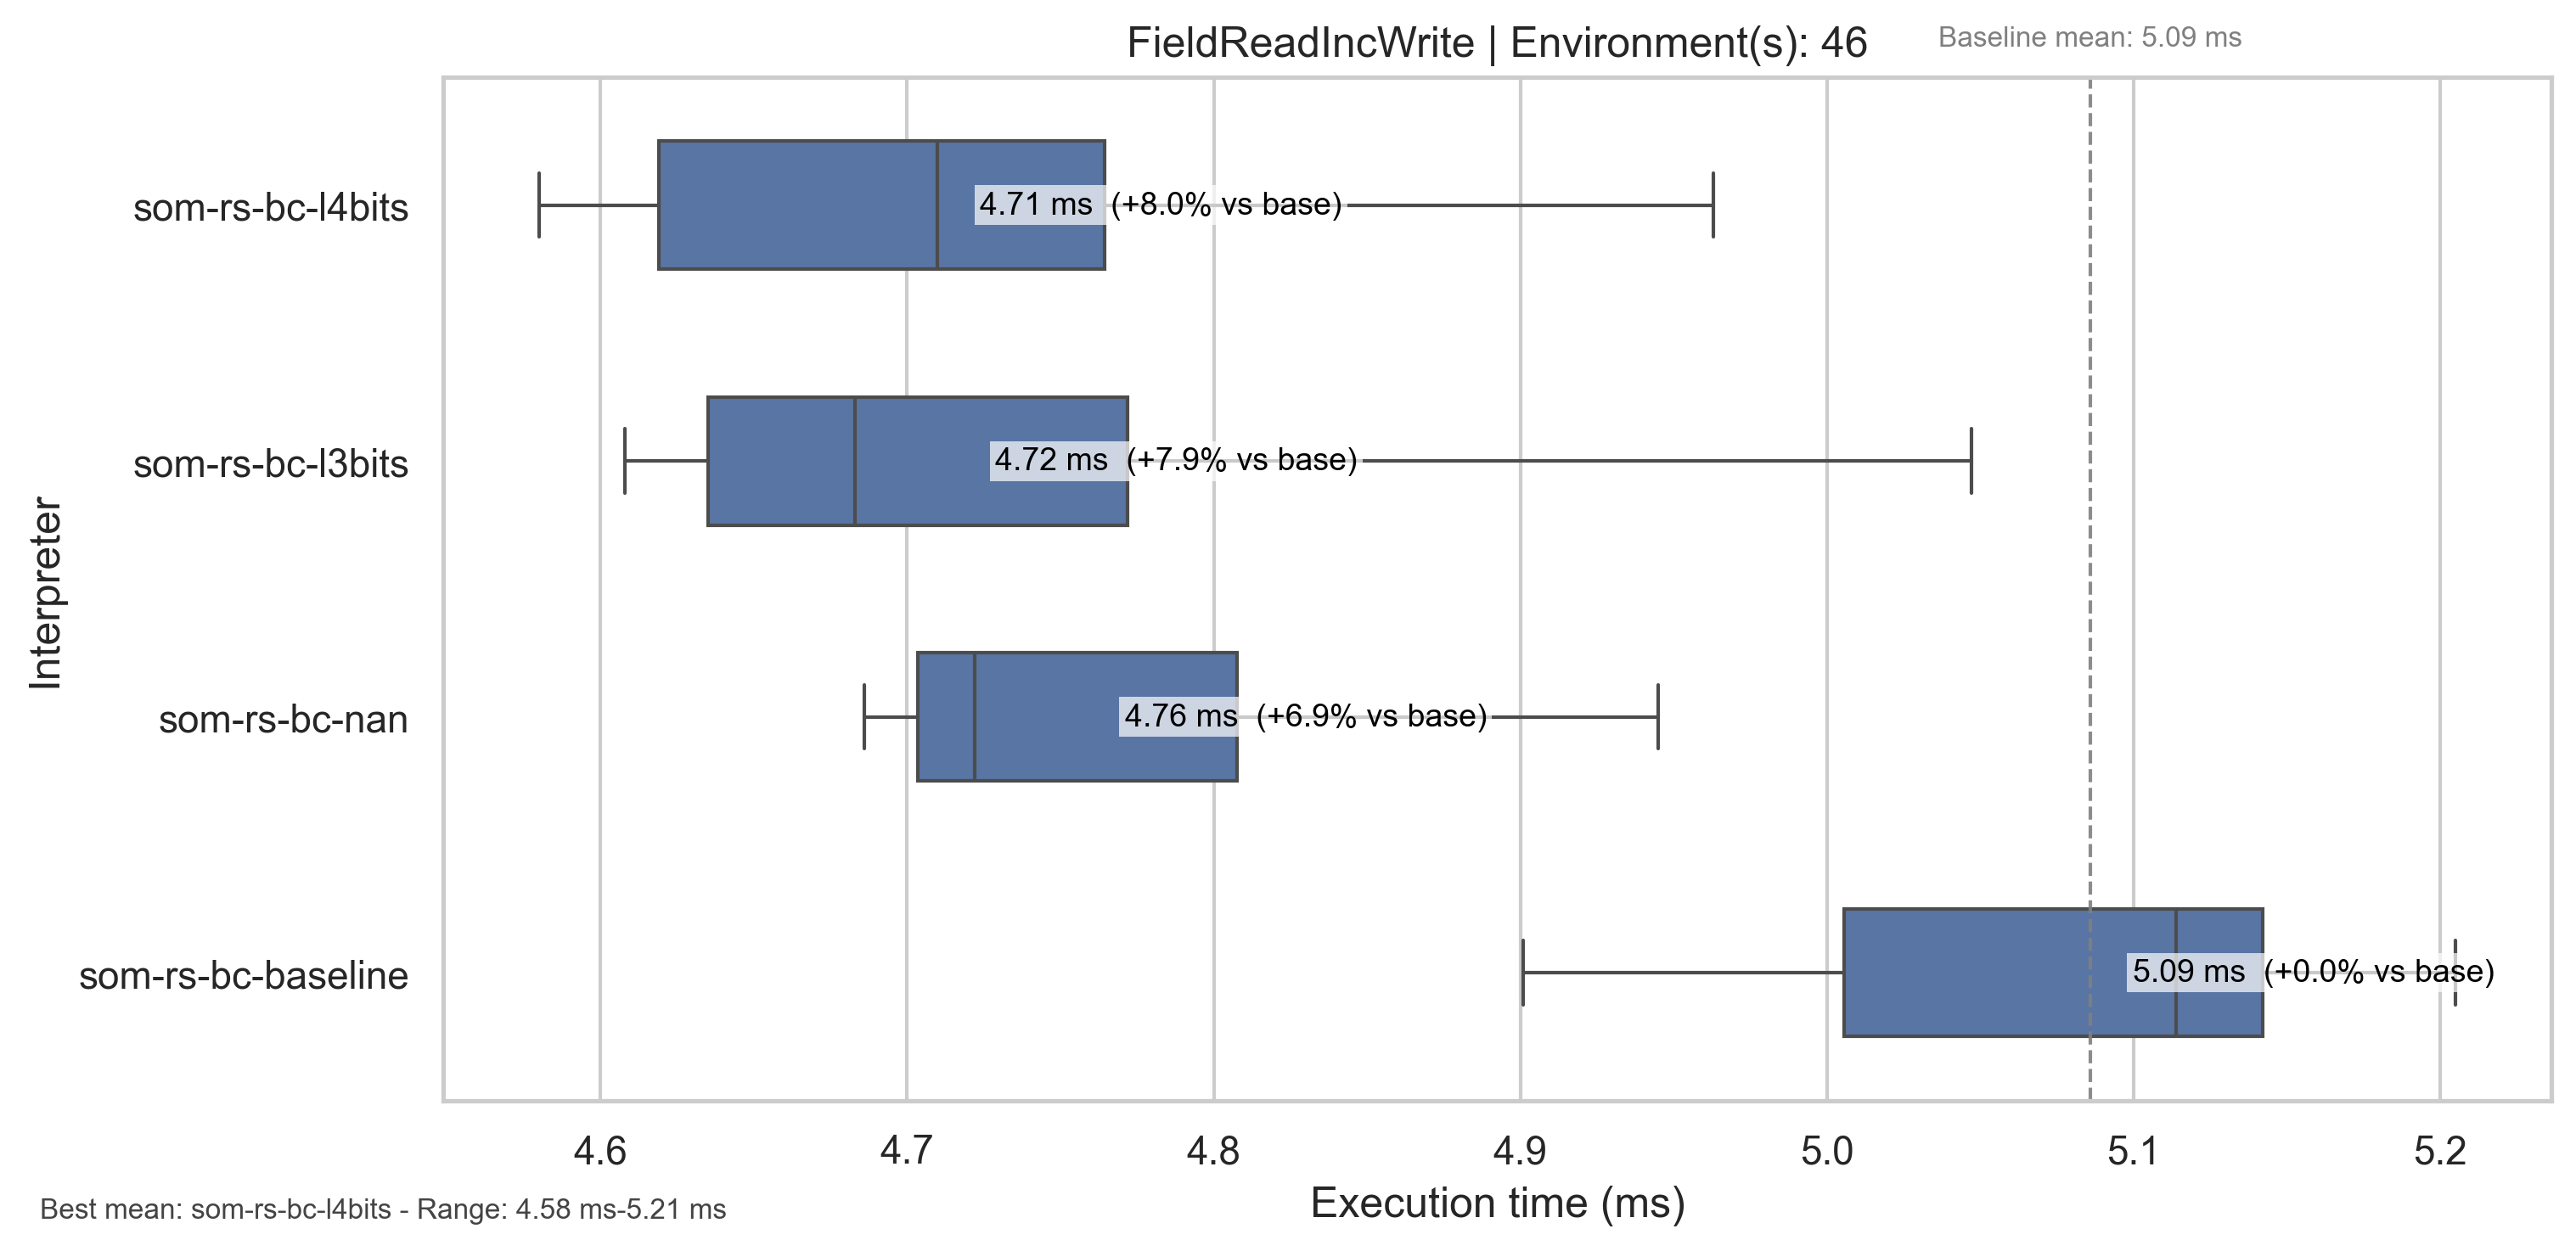 FieldReadIncWrite | Environment(s): 46
Baseline mean: 5.09 ms
Interpreter
som-rs-bc-l4bits
4.71 ms (+8.0% vs base)
som-rs-bc-l3bits
4.72 ms (+7.9% vs base)
som-rs-bc-nan
4.76 ms (+6.9% vs base)
som-rs-bc-baseline
5.09 ms (+0.0% vs base)
4.6 4.7 4.8 4.9 5.0 5.1 5.2
Execution time (ms)
Best mean: som-rs-bc-l4bits - Range: 4.58 ms-5.21 ms